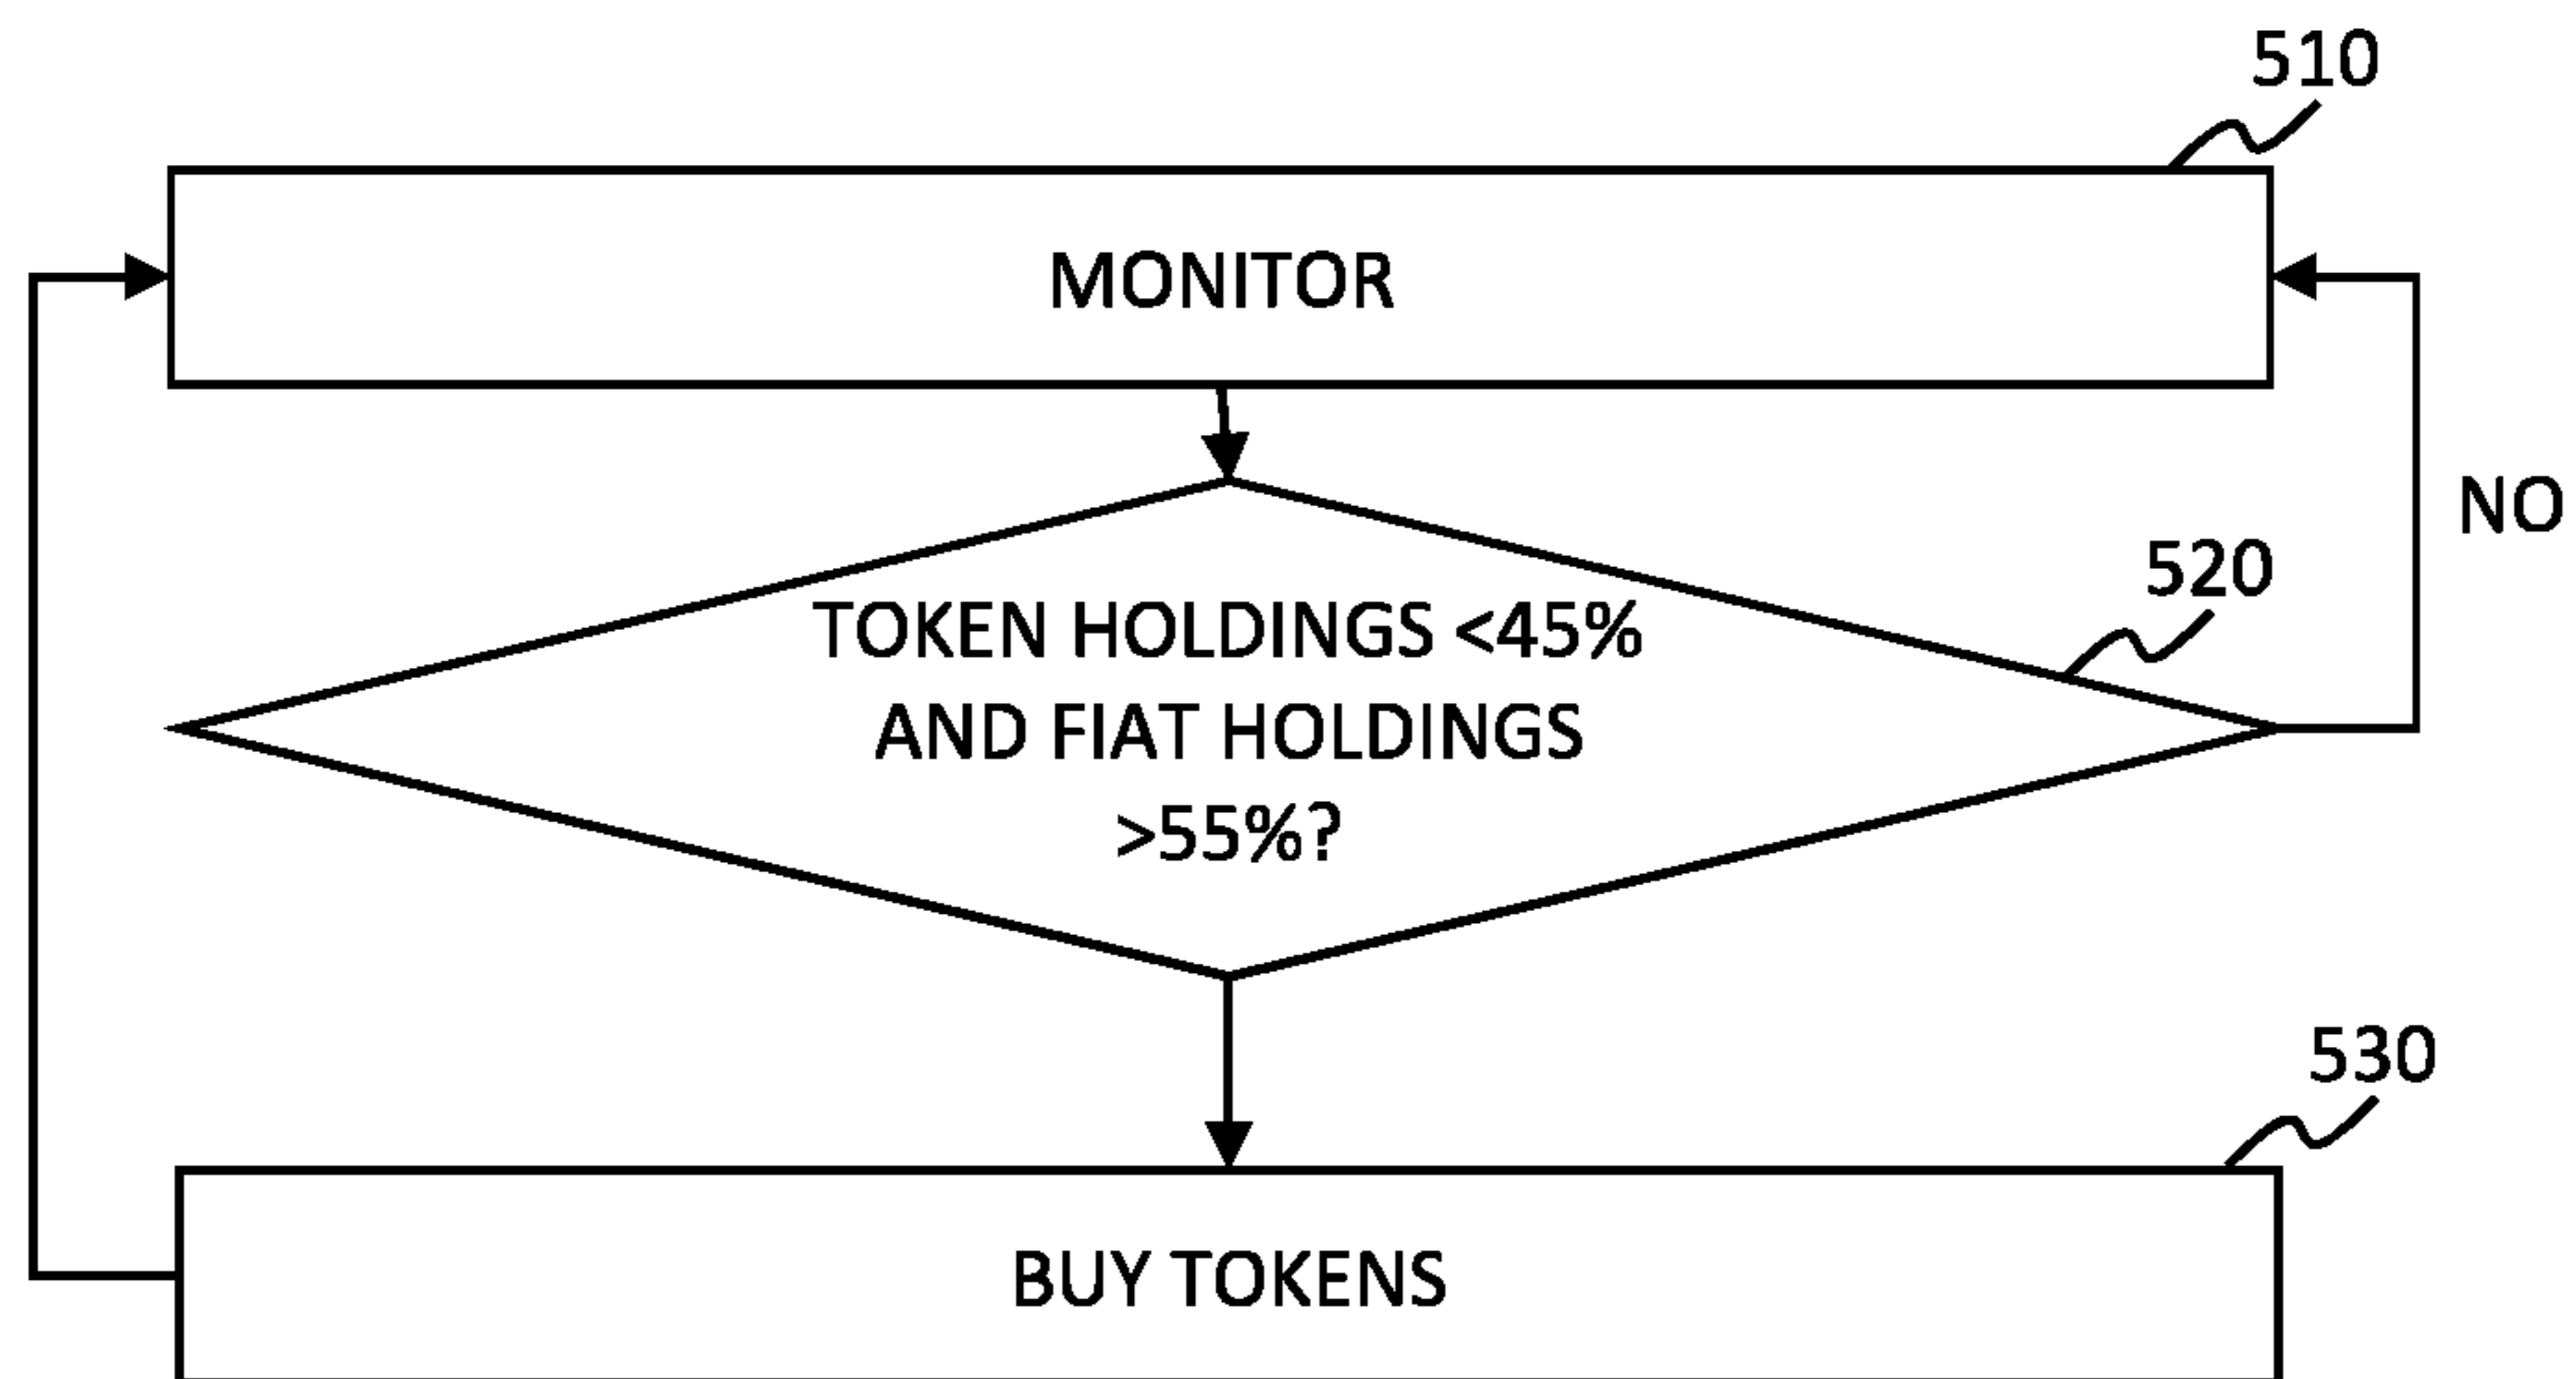 510
MONITOR
NO
520
TOKEN HOLDINGS <45%
AND FIAT HOLDINGS
>55%?
530
BUY TOKENS